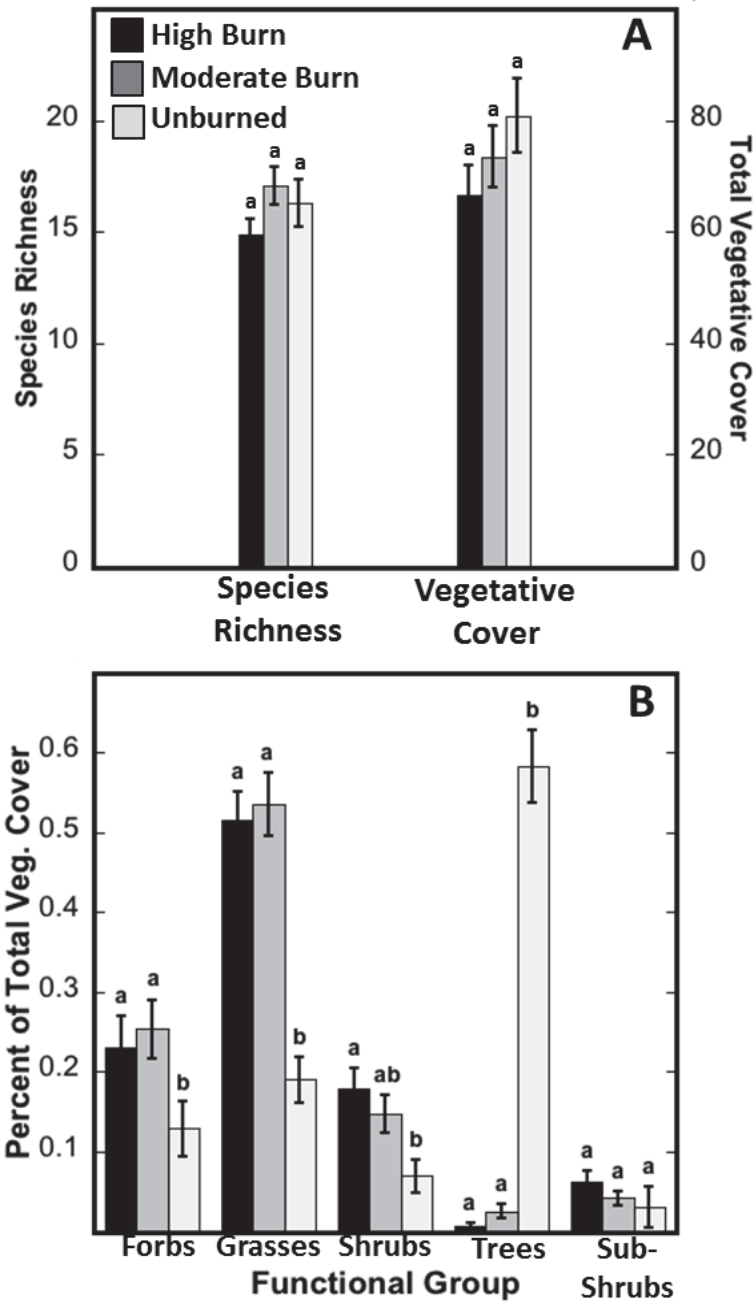 High Burn
Moderate Burn
Unburned
A
Species Richness
20
15
10
5
0
a a a
a a a
80
60
40
20
0
Total Vegetative Cover
Species Richness
Vegetative Cover
B
Percent of Total Veg. Cover
0.6
0.5
0.4
0.3
0.2
0.1
a a b
a a b
a ab b
a a b
a a a
Forbs Grasses Shrubs Trees Sub-
Shrubs
Functional Group